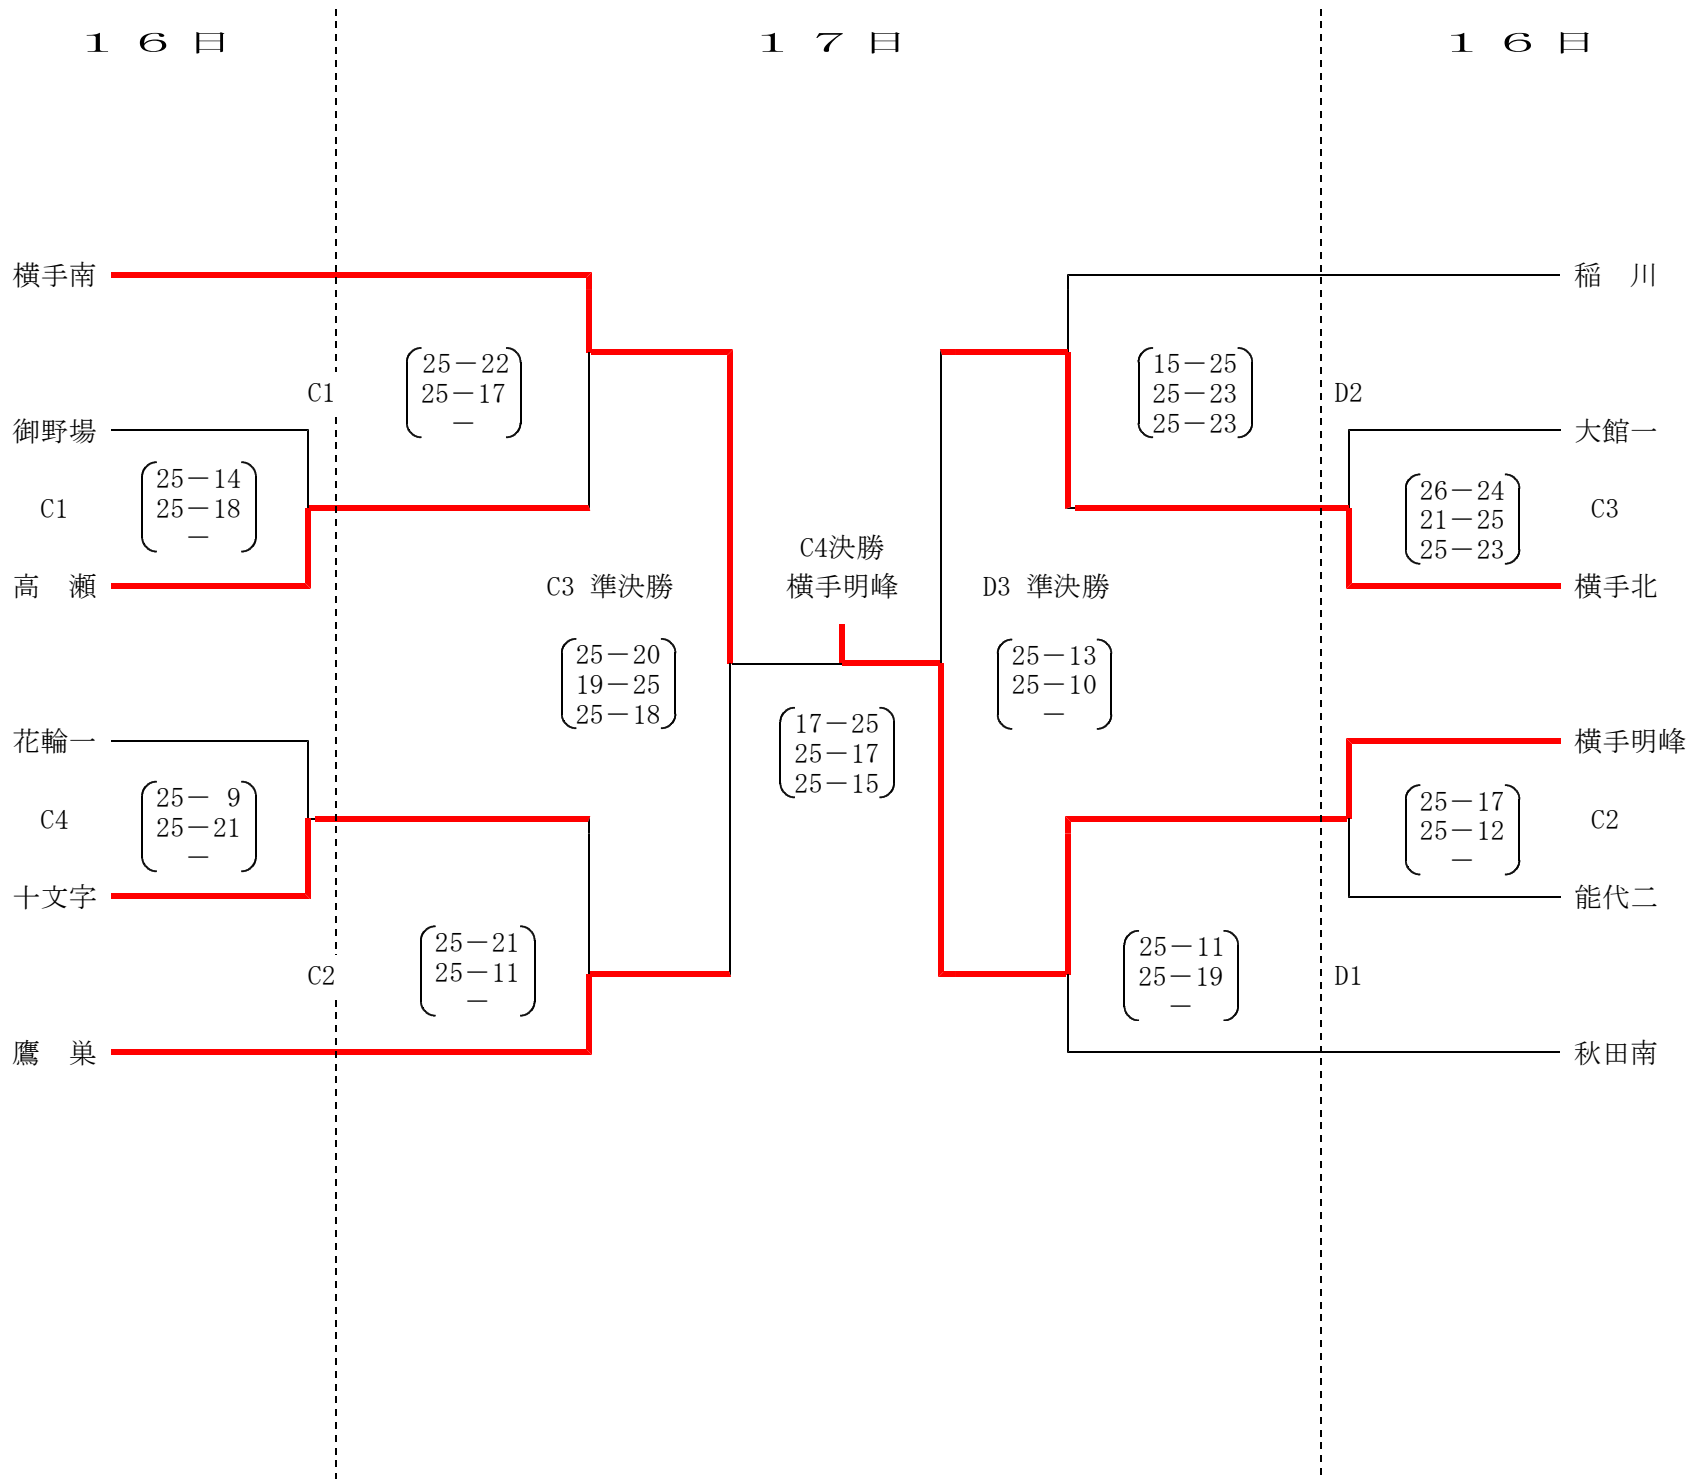 １６日
１７日
１６日
横手南
稲　川
25－22
25－17
－
15－25
25－23
25－23
C1
D2
御野場
大館一
25－14
25－18
－
26－24
21－25
25－23
C1
C3
高　瀬
横手北
C4決勝
横手明峰
C3 準決勝
D3 準決勝
25－20
19－25
25－18
25－13
25－10
－
17－25
25－17
25－15
花輪一
横手明峰
25－ 9
25－21
－
25－17
25－12
－
C4
C2
十文字
能代二
25－21
25－11
－
25－11
25－19
－
C2
D1
鷹　巣
秋田南